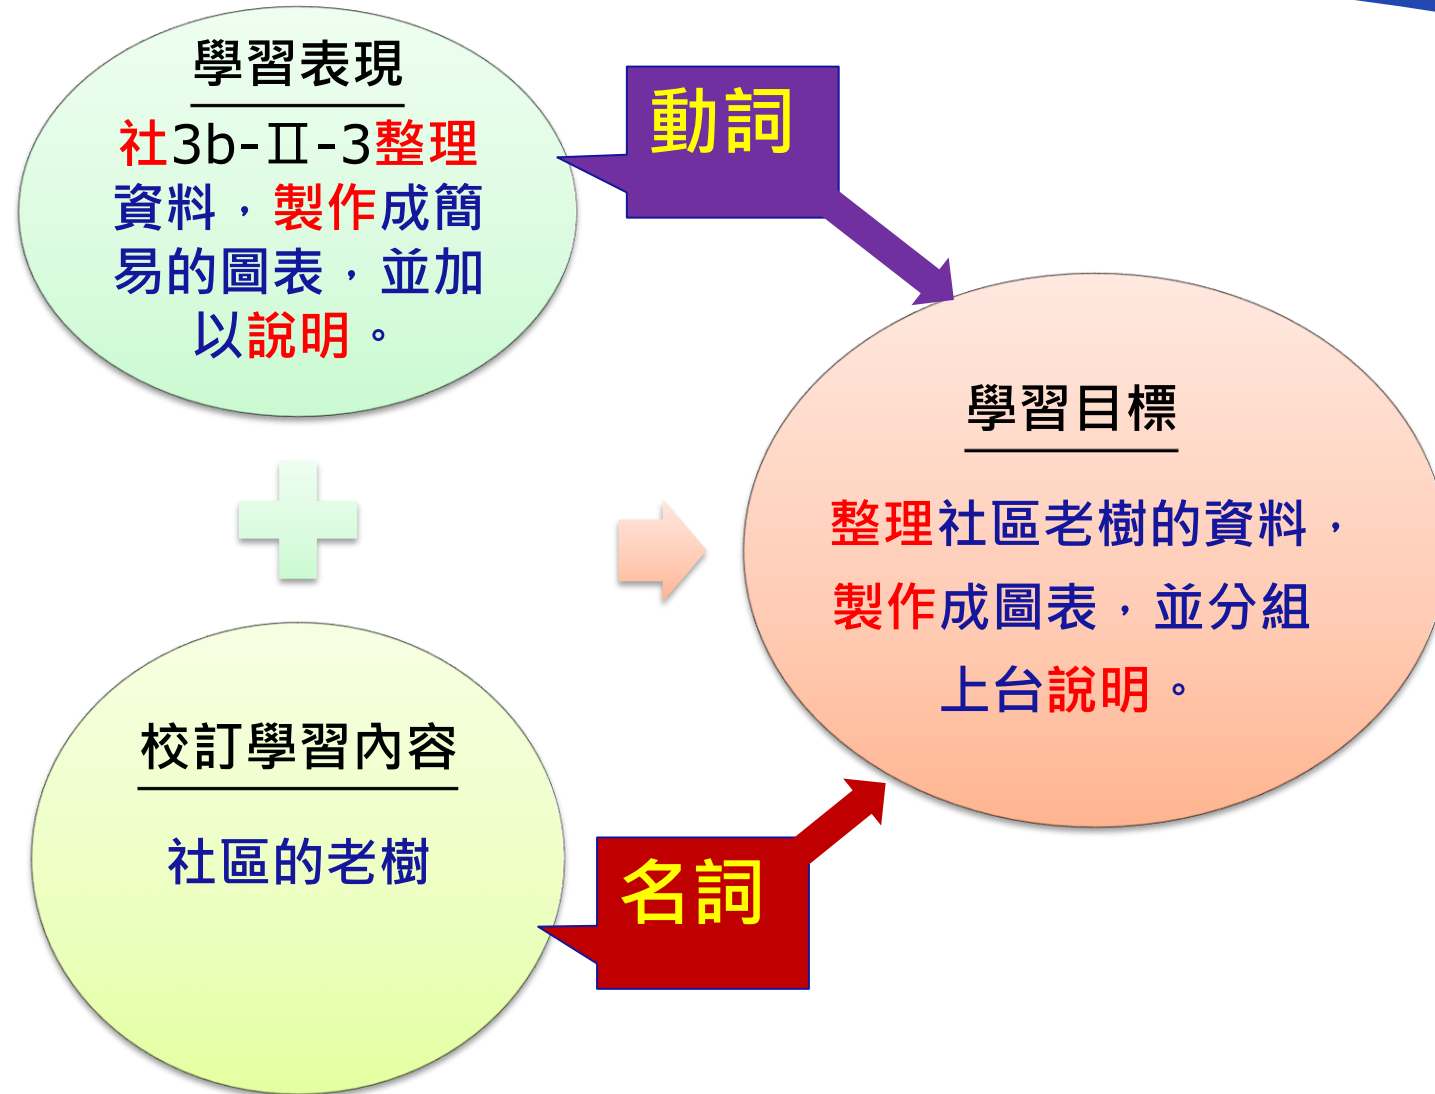 學習表現
社3b-Ⅱ-3整理
資料，製作成簡
易的圖表，並加
以說明。
動詞
學習目標
整理社區老樹的資料，
製作成圖表，並分組
上台說明。
校訂學習內容
社區的老樹
名詞